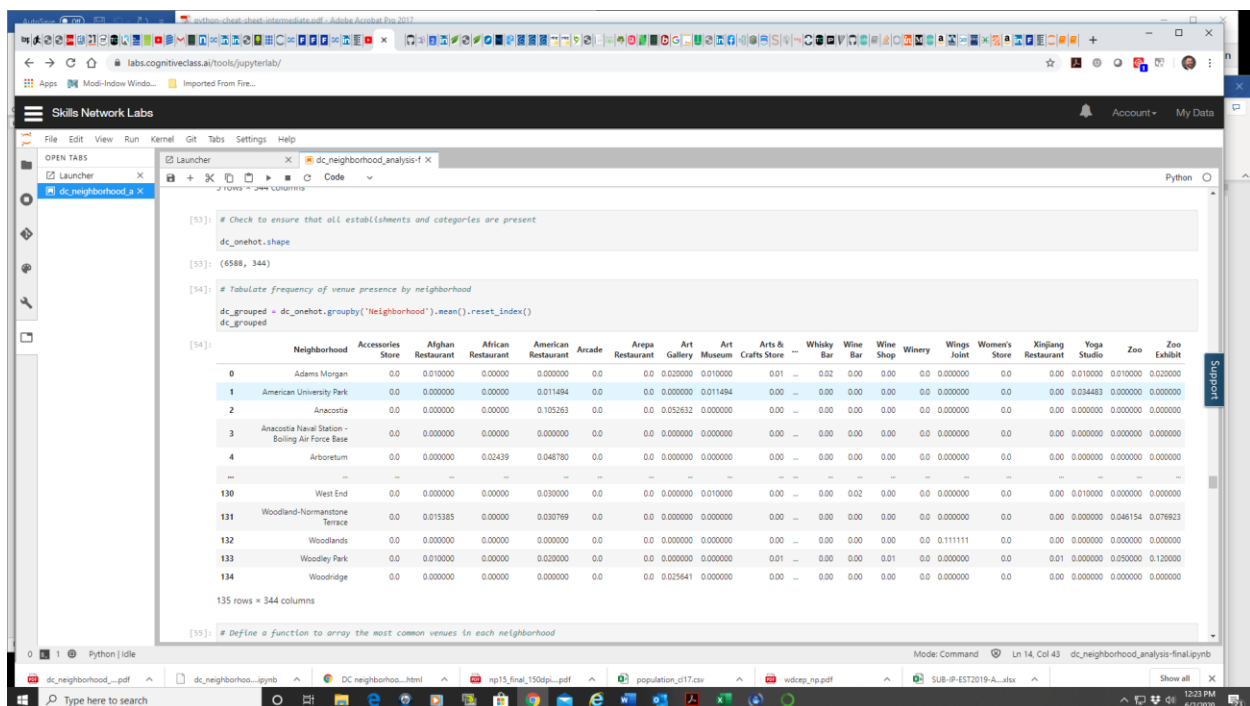 AutoSave Off python-cheat-sheet-intermediate.pdf - Adobe Acrobat Pro 2017
labs.cognitiveclass.ai/tools/jupyterlab/
Apps Modi-Indow Windo... Imported From Fire...
Skills Network Labs Account My Data
File Edit View Run Kernel Git Tabs Settings Help
OPEN TABS
Launcher
dc_neighborhood_a
Launcher dc_neighborhood_analysis-f
Code Python
5 rows × 344 columns
[53]: # Check to ensure that all establishments and categories are present
dc_onehot.shape
[53]: (6588, 344)
[54]: # Tabulate frequency of venue presence by neighborhood
dc_grouped = dc_onehot.groupby('Neighborhood').mean().reset_index()
dc_grouped
[54]: Neighborhood Accessories Store Afghan Restaurant African Restaurant American Restaurant Arcade Arepa Restaurant Art Gallery Art Museum Arts & Crafts Store ... Whisky Bar Wine Bar Wine Shop Winery Wings Joint Women's Store Xinjiang Restaurant Yoga Studio Zoo Zoo Exhibit
0 Adams Morgan 0.0 0.010000 0.00000 0.000000 0.0 0.0 0.020000 0.010000 0.01 ... 0.02 0.00 0.00 0.0 0.000000 0.0 0.00 0.010000 0.010000 0.020000
1 American University Park 0.0 0.000000 0.00000 0.011494 0.0 0.0 0.000000 0.011494 0.00 ... 0.00 0.00 0.00 0.0 0.000000 0.0 0.00 0.034483 0.000000 0.000000
2 Anacostia 0.0 0.000000 0.00000 0.105263 0.0 0.0 0.052632 0.000000 0.00 ... 0.00 0.00 0.00 0.0 0.000000 0.0 0.00 0.000000 0.000000 0.000000
3 Anacostia Naval Station - Boiling Air Force Base 0.0 0.000000 0.00000 0.000000 0.0 0.0 0.000000 0.000000 0.00 ... 0.00 0.00 0.00 0.0 0.000000 0.0 0.00 0.000000 0.000000 0.000000
4 Arboretum 0.0 0.000000 0.02439 0.048780 0.0 0.0 0.000000 0.000000 0.00 ... 0.00 0.00 0.00 0.0 0.000000 0.0 0.00 0.000000 0.000000 0.000000
... ... ... ... ... ... ... ... ... ... ... ... ... ... ... ... ... ... ... ... ... ...
130 West End 0.0 0.000000 0.00000 0.030000 0.0 0.0 0.000000 0.010000 0.00 ... 0.00 0.02 0.00 0.0 0.000000 0.0 0.00 0.010000 0.000000 0.000000
131 Woodland-Normanstone Terrace 0.0 0.015385 0.00000 0.030769 0.0 0.0 0.000000 0.000000 0.00 ... 0.00 0.00 0.00 0.0 0.000000 0.0 0.00 0.000000 0.046154 0.076923
132 Woodlands 0.0 0.000000 0.00000 0.000000 0.0 0.0 0.000000 0.000000 0.00 ... 0.00 0.00 0.00 0.0 0.111111 0.0 0.00 0.000000 0.000000 0.000000
133 Woodley Park 0.0 0.010000 0.00000 0.020000 0.0 0.0 0.000000 0.000000 0.01 ... 0.00 0.00 0.01 0.0 0.000000 0.0 0.01 0.000000 0.050000 0.120000
134 Woodridge 0.0 0.000000 0.00000 0.000000 0.0 0.0 0.025641 0.000000 0.00 ... 0.00 0.00 0.00 0.0 0.000000 0.0 0.00 0.000000 0.000000 0.000000
135 rows × 344 columns
Support
[55]: # Define a function to array the most common venues in each neighborhood
0 1 Python | Idle Mode: Command Ln 14, Col 43 dc_neighborhood_analysis-final.ipynb
dc_neighborhood_....pdf dc_neighborhoo....ipynb DC neighborhoo....html np15_final_150dpi....pdf population_cl17.csv wdcep_np.pdf SUB-IP-EST2019-A....xlsx Show all
Type here to search 12:23 PM
6/2/2020